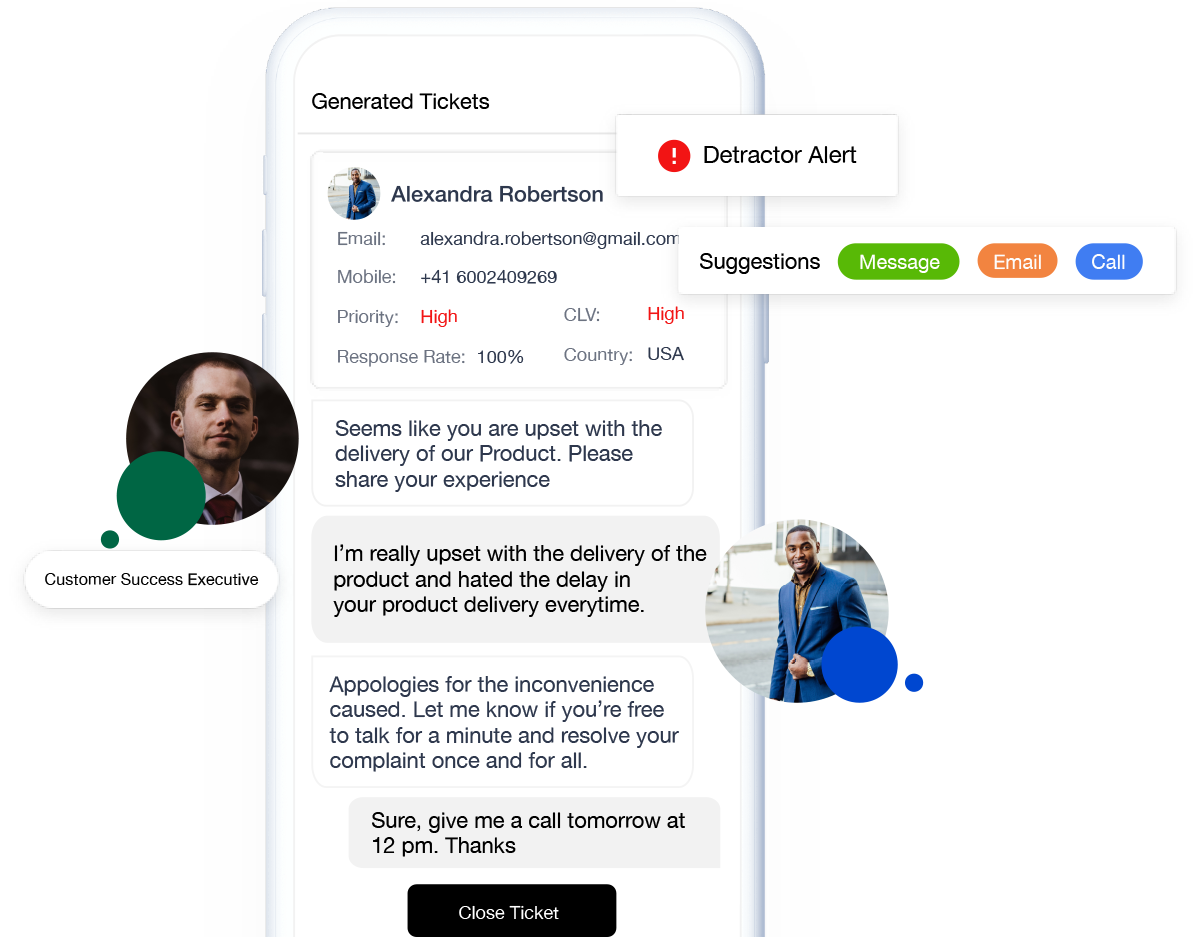 Generated Tickets
Detractor Alert
Alexandra Robertson
Email: alexandra.robertson@gmail.com
Suggestions Message Email Call
Mobile: +41 6002409269
Priority: High CLV: High
Response Rate: 100% Country: USA
Seems like you are upset with the
delivery of our Product. Please
share your experience
Customer Success Executive
I’m really upset with the delivery of the
product and hated the delay in
your product delivery everytime.
Appologies for the inconvenience
caused. Let me know if you’re free
to talk for a minute and resolve your
complaint once and for all.
Sure, give me a call tomorrow at
12 pm. Thanks
Close Ticket